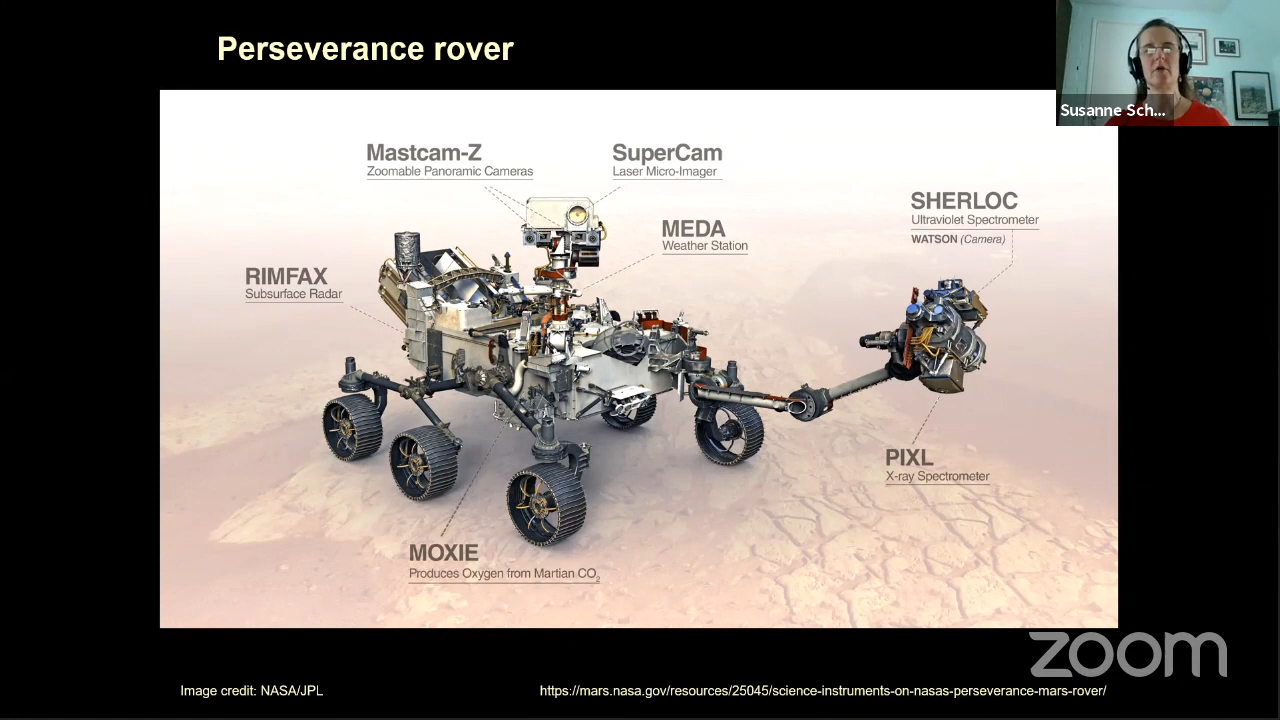 Perseverance rover
Susanne Sch...
Mastcam-Z
Zoomable Panoramic Cameras
SuperCam
Laser Micro-Imager
SHERLOC
Ultraviolet Spectrometer
WATSON (Camera)
MEDA
Weather Station
RIMFAX
Subsurface Radar
PIXL
X-ray Spectrometer
MOXIE
Produces Oxygen from Martian CO₂
zoom
Image credit: NASA/JPL
https://mars.nasa.gov/resources/25045/science-instruments-on-nasas-perseverance-mars-rover/